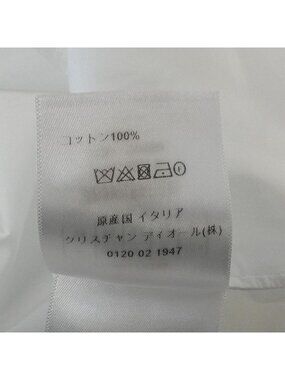 コットン100%
原産国 イタリア
クリスチャン ディオール(株)
0120 02 1947